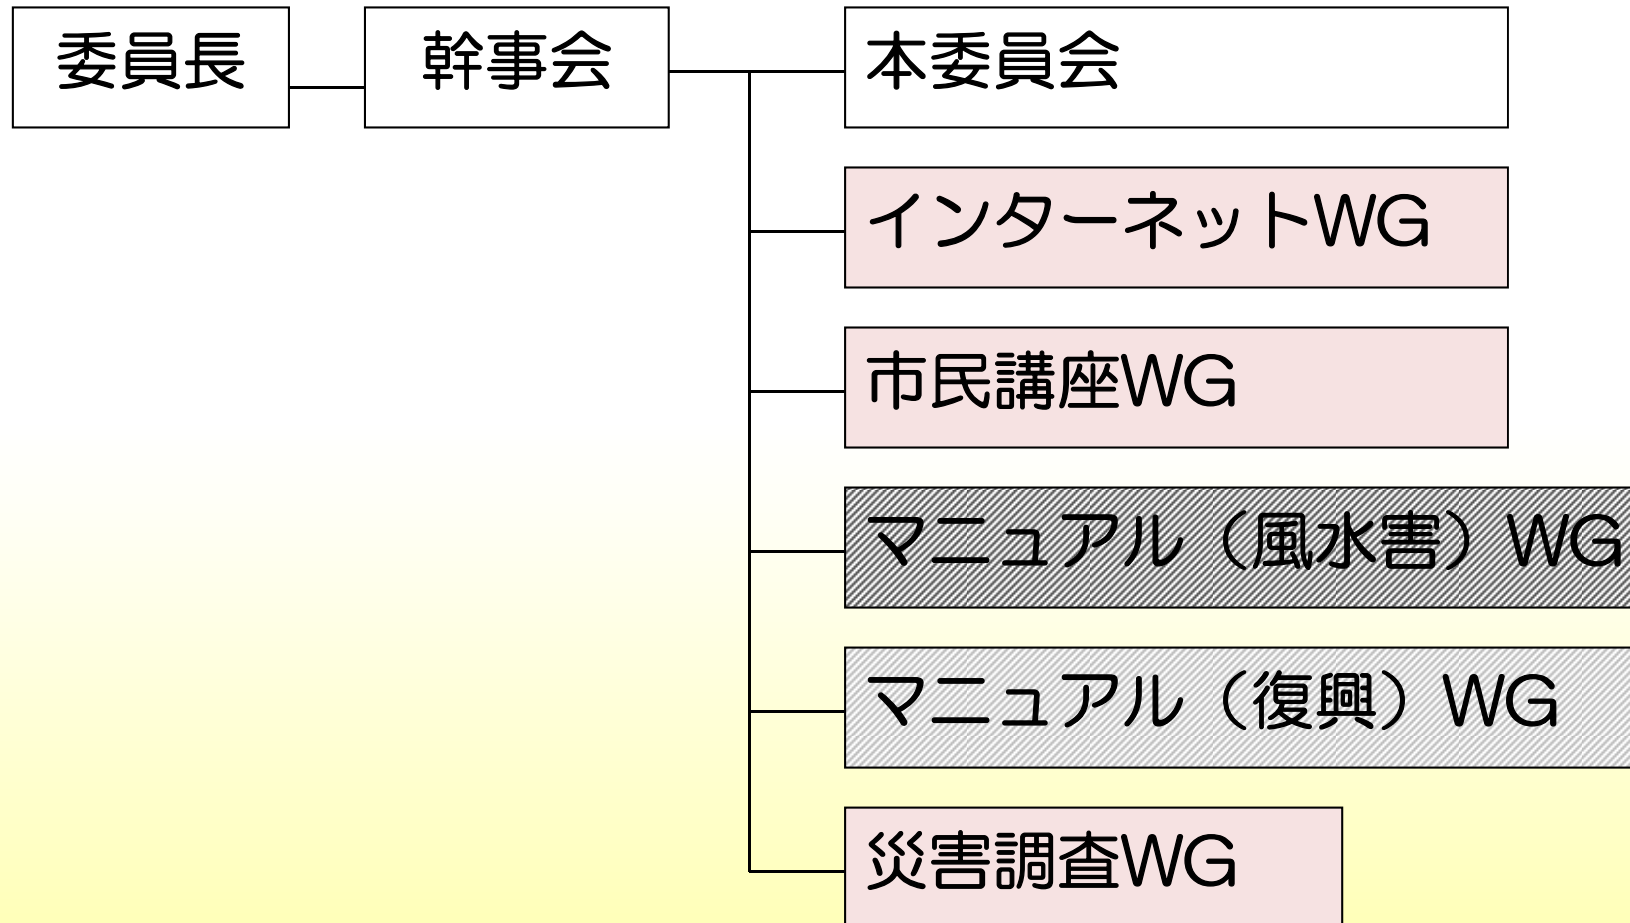 委員長
幹事会
本委員会
インターネットWG
市民講座WG
マニュアル（風水害）WG
マニュアル（復興）WG
災害調査WG